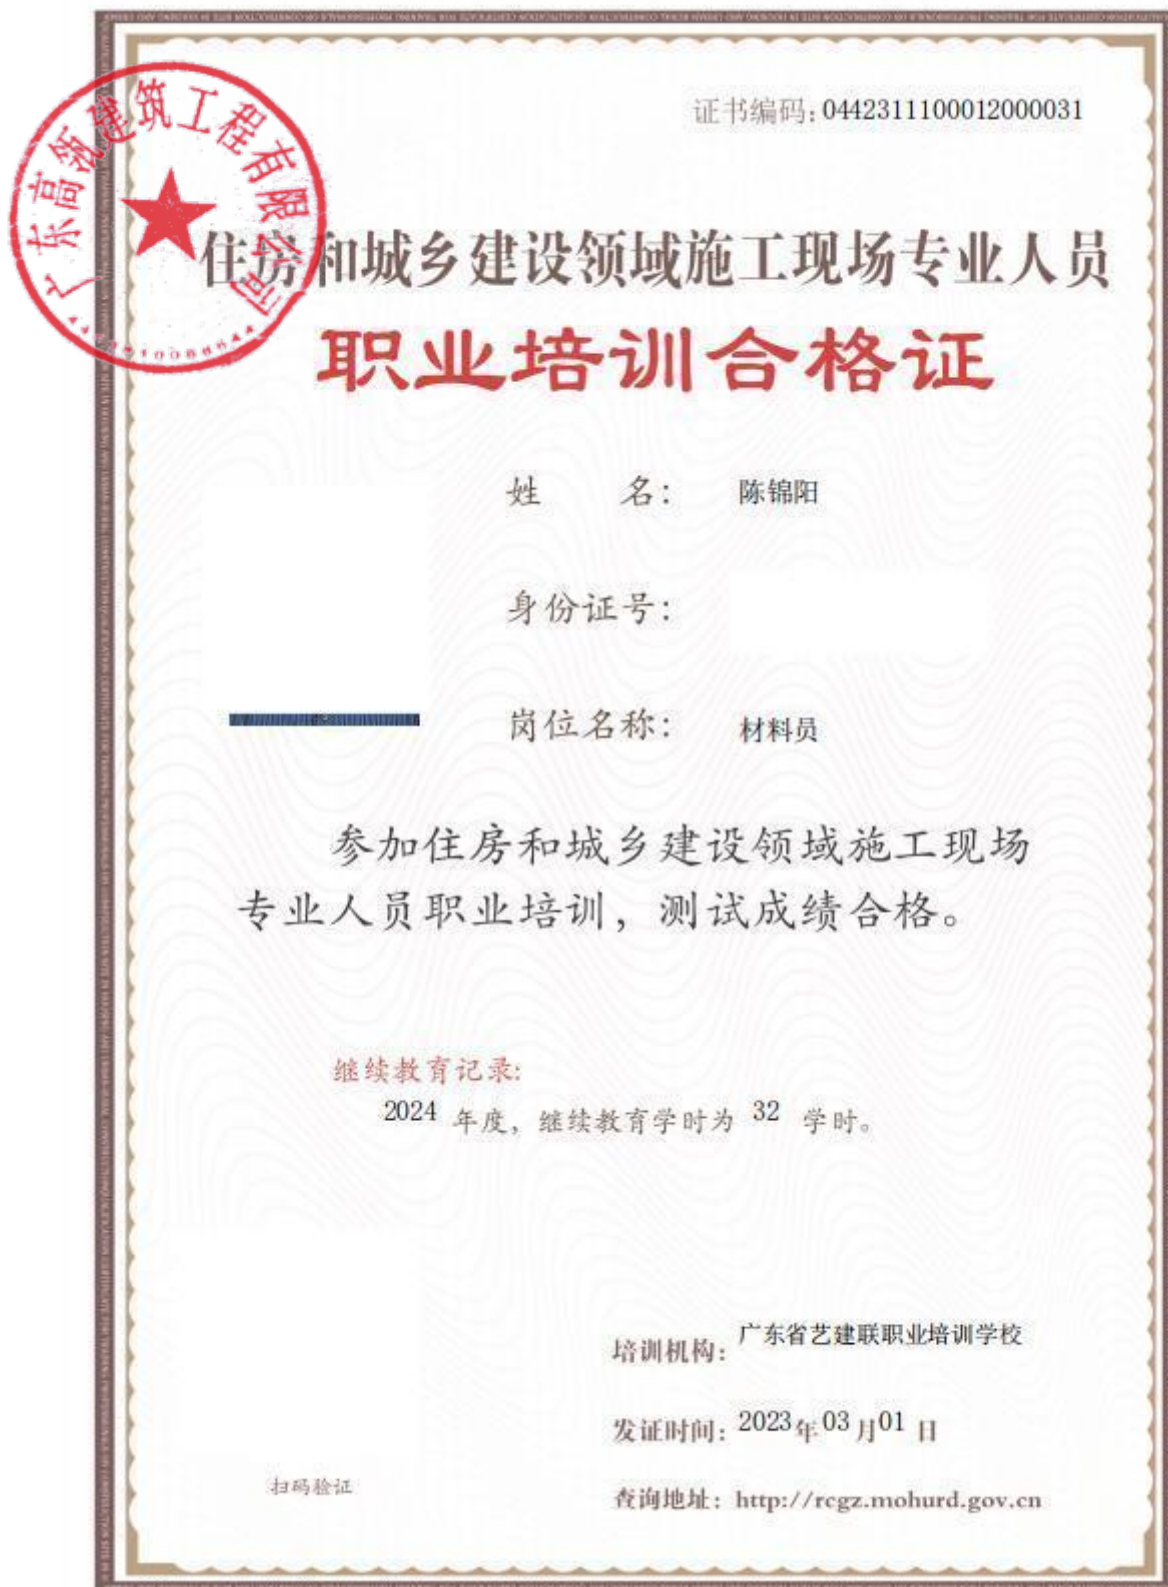 证书编码:0442311100012000031
广东高瓴建筑工程有限公司
住房和城乡建设领域施工现场专业人员
职业培训合格证
姓 名： 陈锦阳
身份证号：
岗位名称： 材料员
参加住房和城乡建设领域施工现场
专业人员职业培训，测试成绩合格。
继续教育记录:
2024 年度，继续教育学时为 32 学时。
培训机构: 广东省艺建联职业培训学校
发证时间: 2023年03月01日
扫码验证
查询地址: http://rcgz.mohurd.gov.cn